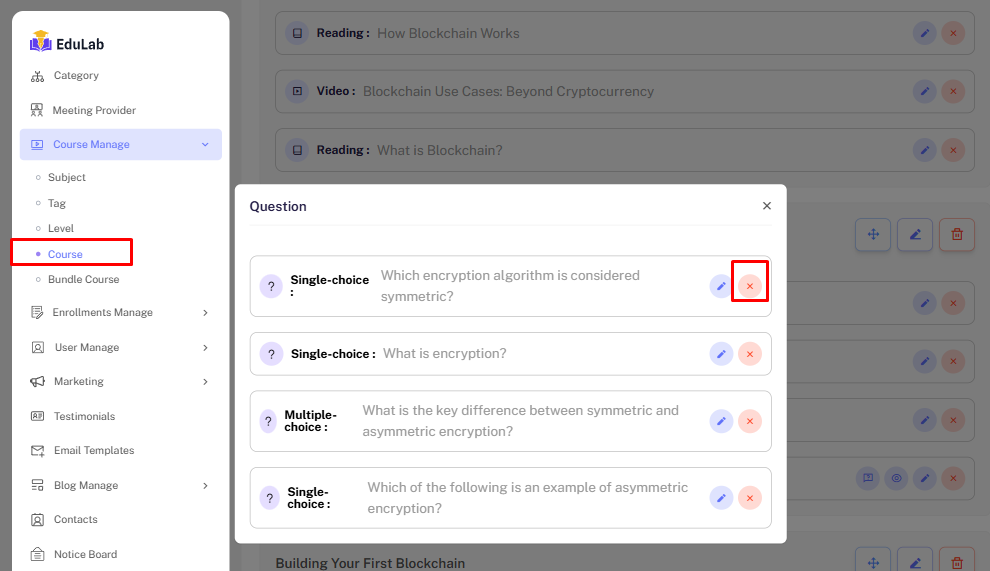 EduLab
Category
Meeting Provider
Course Manage
Subject
Tag
Level
Course
Bundle Course
Enrollments Manage
User Manage
Marketing
Testimonials
Email Templates
Blog Manage
Contacts
Notice Board
Reading : How Blockchain Works
Video : Blockchain Use Cases: Beyond Cryptocurrency
Reading : What is Blockchain?
Question
Single-choice : Which encryption algorithm is considered
symmetric?
Single-choice : What is encryption?
Multiple-choice : What is the key difference between symmetric and
asymmetric encryption?
Single-choice : Which of the following is an example of asymmetric
encryption?
Building Your First Blockchain